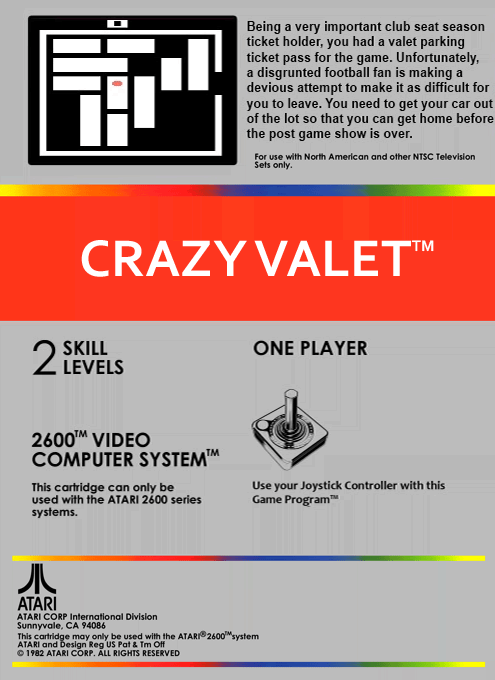 Being a very important club seat season
ticket holder, you had a valet parking
ticket pass for the game. Unfortunately,
a disgrunted football fan is making a
devious attempt to make it as difficult for
you to leave. You need to get your car out
of the lot so that you can get home before
the post game show is over.
For use with North American and other NTSC Television
Sets only.
CRAZY VALET™
2 SKILL
LEVELS
ONE PLAYER
2600™ VIDEO
COMPUTER SYSTEM™
This cartridge can only be
used with the ATARI 2600 series
systems.
Use your Joystick Controller with this
Game Program™
ATARI
ATARI CORP International Division
Sunnyvale, CA 94086
This cartridge may only be used with the ATARI®2600™system
ATARI and Design Reg US Pat & Tm Off
© 1982 ATARI CORP. ALL RIGHTS RESERVED